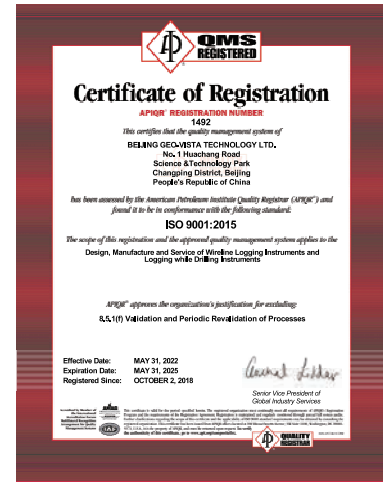 QMS
REGISTERED
Certificate of Registration
APIQR® REGISTRATION NUMBER
1492
This certifies that the quality management system of
BEIJING GEO-VISTA TECHNOLOGY LTD.
No. 1 Huachang Road
Science &Technology Park
Changping District, Beijing
People's Republic of China
has been assessed by the American Petroleum Institute Quality Registrar (APIQR®) and
found it to be in conformance with the following standard:
ISO 9001:2015
The scope of this registration and the approved quality management system applies to the
Design, Manufacture and Service of Wireline Logging Instruments and
Logging while Drilling Instruments
APIQR® approves the organization's justification for excluding:
8.5.1(f) Validation and Periodic Revalidation of Processes
Effective Date: MAY 31, 2022
Expiration Date: MAY 31, 2025
Registered Since: OCTOBER 2, 2018
Senior Vice President of
Global Industry Services
QUALITY
REGISTRAR